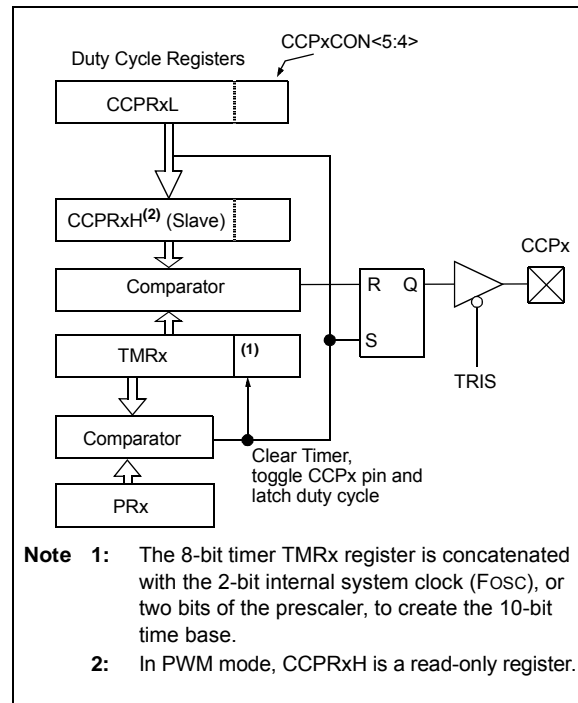 CCPxCON<5:4>
Duty Cycle Registers
CCPRxL
CCPRxH(2) (Slave)
CCPx
Comparator
R Q
TMRx (1)
S
TRIS
Comparator
Clear Timer,
toggle CCPx pin and
latch duty cycle
PRx
Note 1: The 8-bit timer TMRx register is concatenated
with the 2-bit internal system clock (FOSC), or
two bits of the prescaler, to create the 10-bit
time base.
2: In PWM mode, CCPRxH is a read-only register.